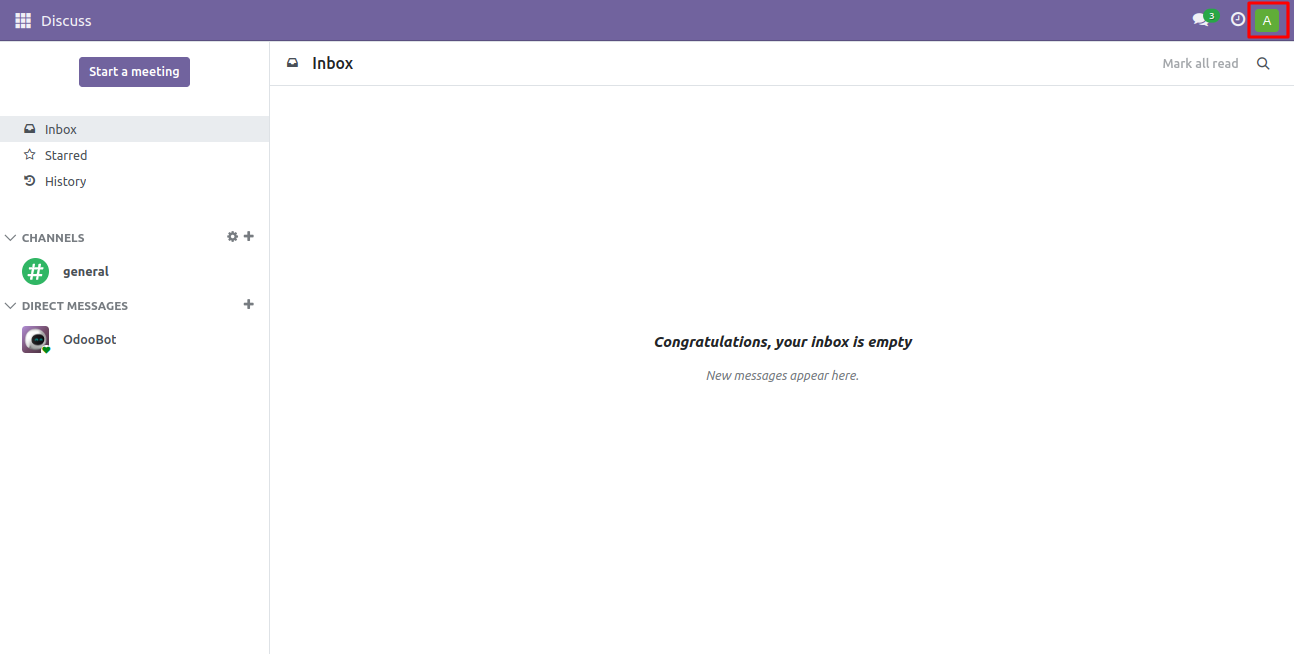 Discuss
3
A
Start a meeting
Inbox
Starred
History
CHANNELS
general
DIRECT MESSAGES
OdooBot
Inbox
Mark all read
Congratulations, your inbox is empty
New messages appear here.